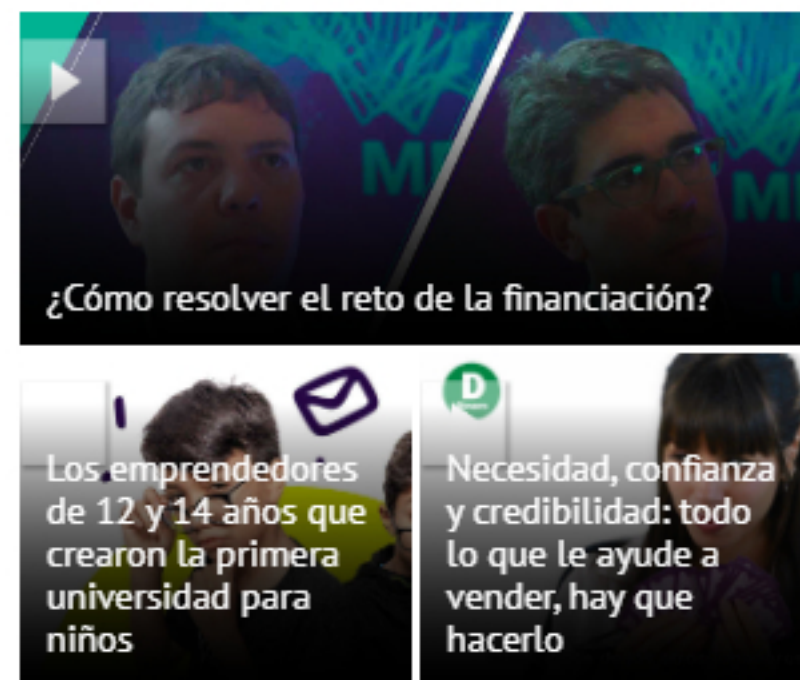 ¿Cómo resolver el reto de la financiación?
Los emprendedores
de 12 y 14 años que
crearon la primera
universidad para
niños
D
Necesidad, confianza
y credibilidad: todo
lo que le ayude a
vender, hay que
hacerlo